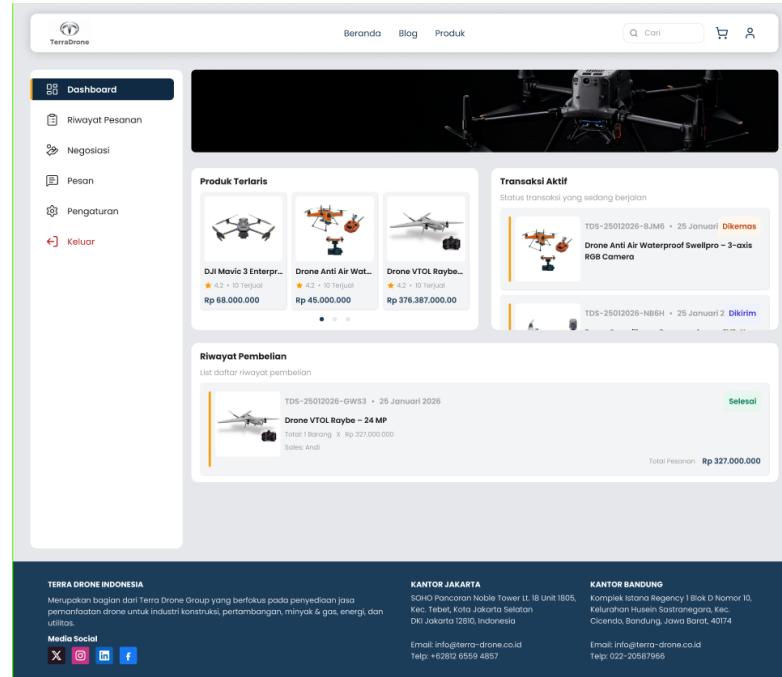 TerraDrone
Beranda Blog Produk
Cari
Dashboard
Riwayat Pesanan
Negosiasi
Pesan
Pengaturan
Keluar
Produk Terlaris
DJI Mavic 3 Enterpr...
4.2 • 10 Terjual
Rp 68.000.000
Drone Anti Air Wat...
4.2 • 10 Terjual
Rp 45.000.000
Drone VTOL Raybe...
4.2 • 10 Terjual
Rp 376.387.000.00
Transaksi Aktif
Status transaksi yang sedang berjalan
TDS-25012026-8JM6 • 25 Januari Dikemas
Drone Anti Air Waterproof Swellpro – 3-axis
RGB Camera
TDS-25012026-NB6H • 25 Januari 2 Dikirim
Riwayat Pembelian
List daftar riwayat pembelian
TDS-25012026-GWS3 • 25 Januari 2026
Selesai
Drone VTOL Raybe – 24 MP
Total: 1 Barang X Rp 327.000.000
Sales: Andi
Total Pesanan Rp 327.000.000
TERRA DRONE INDONESIA
Merupakan bagian dari Terra Drone Group yang berfokus pada penyediaan jasa
pemanfaatan drone untuk industri konstruksi, pertambangan, minyak & gas, energi, dan
utilitas.
Media Social
KANTOR JAKARTA
SOHO Pancoran Noble Tower Lt. 18 Unit 1805,
Kec. Tebet, Kota Jakarta Selatan
DKI Jakarta 12810, Indonesia
Email: info@terra-drone.co.id
Telp: +62812 6559 4857
KANTOR BANDUNG
Komplek Istana Regency 1 Blok D Nomor 10,
Kelurahan Husein Sastranegara, Kec.
Cicendo, Bandung, Jawa Barat, 40174
Email: info@terra-drone.co.id
Telp: 022-20587966